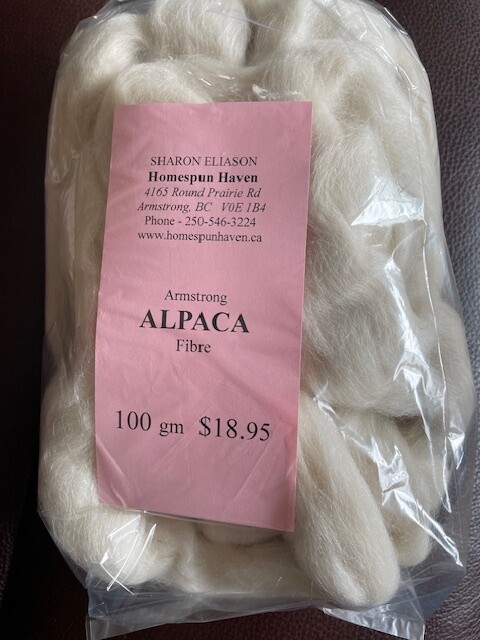 SHARON ELIASON
Homespun Haven
4165 Round Prairie Rd
Armstrong, BC V0E 1B4
Phone - 250-546-3224
www.homespunhaven.ca
Armstrong
ALPACA
Fibre
100 gm $18.95